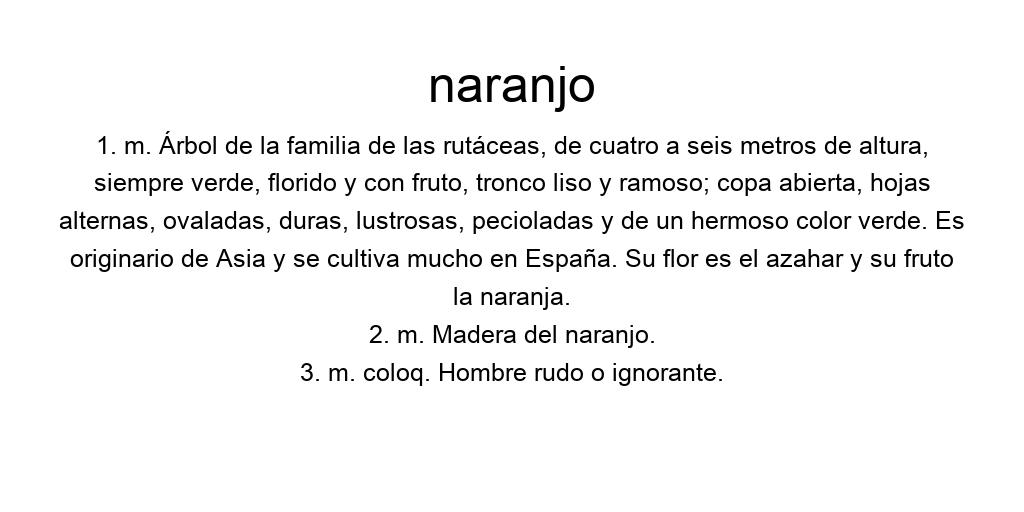 naranjo
1. m. Árbol de la familia de las rutáceas, de cuatro a seis metros de altura,
siempre verde, florido y con fruto, tronco liso y ramoso; copa abierta, hojas
alternas, ovaladas, duras, lustrosas, pecioladas y de un hermoso color verde. Es
originario de Asia y se cultiva mucho en España. Su flor es el azahar y su fruto
la naranja.
2. m. Madera del naranjo.
3. m. coloq. Hombre rudo o ignorante.